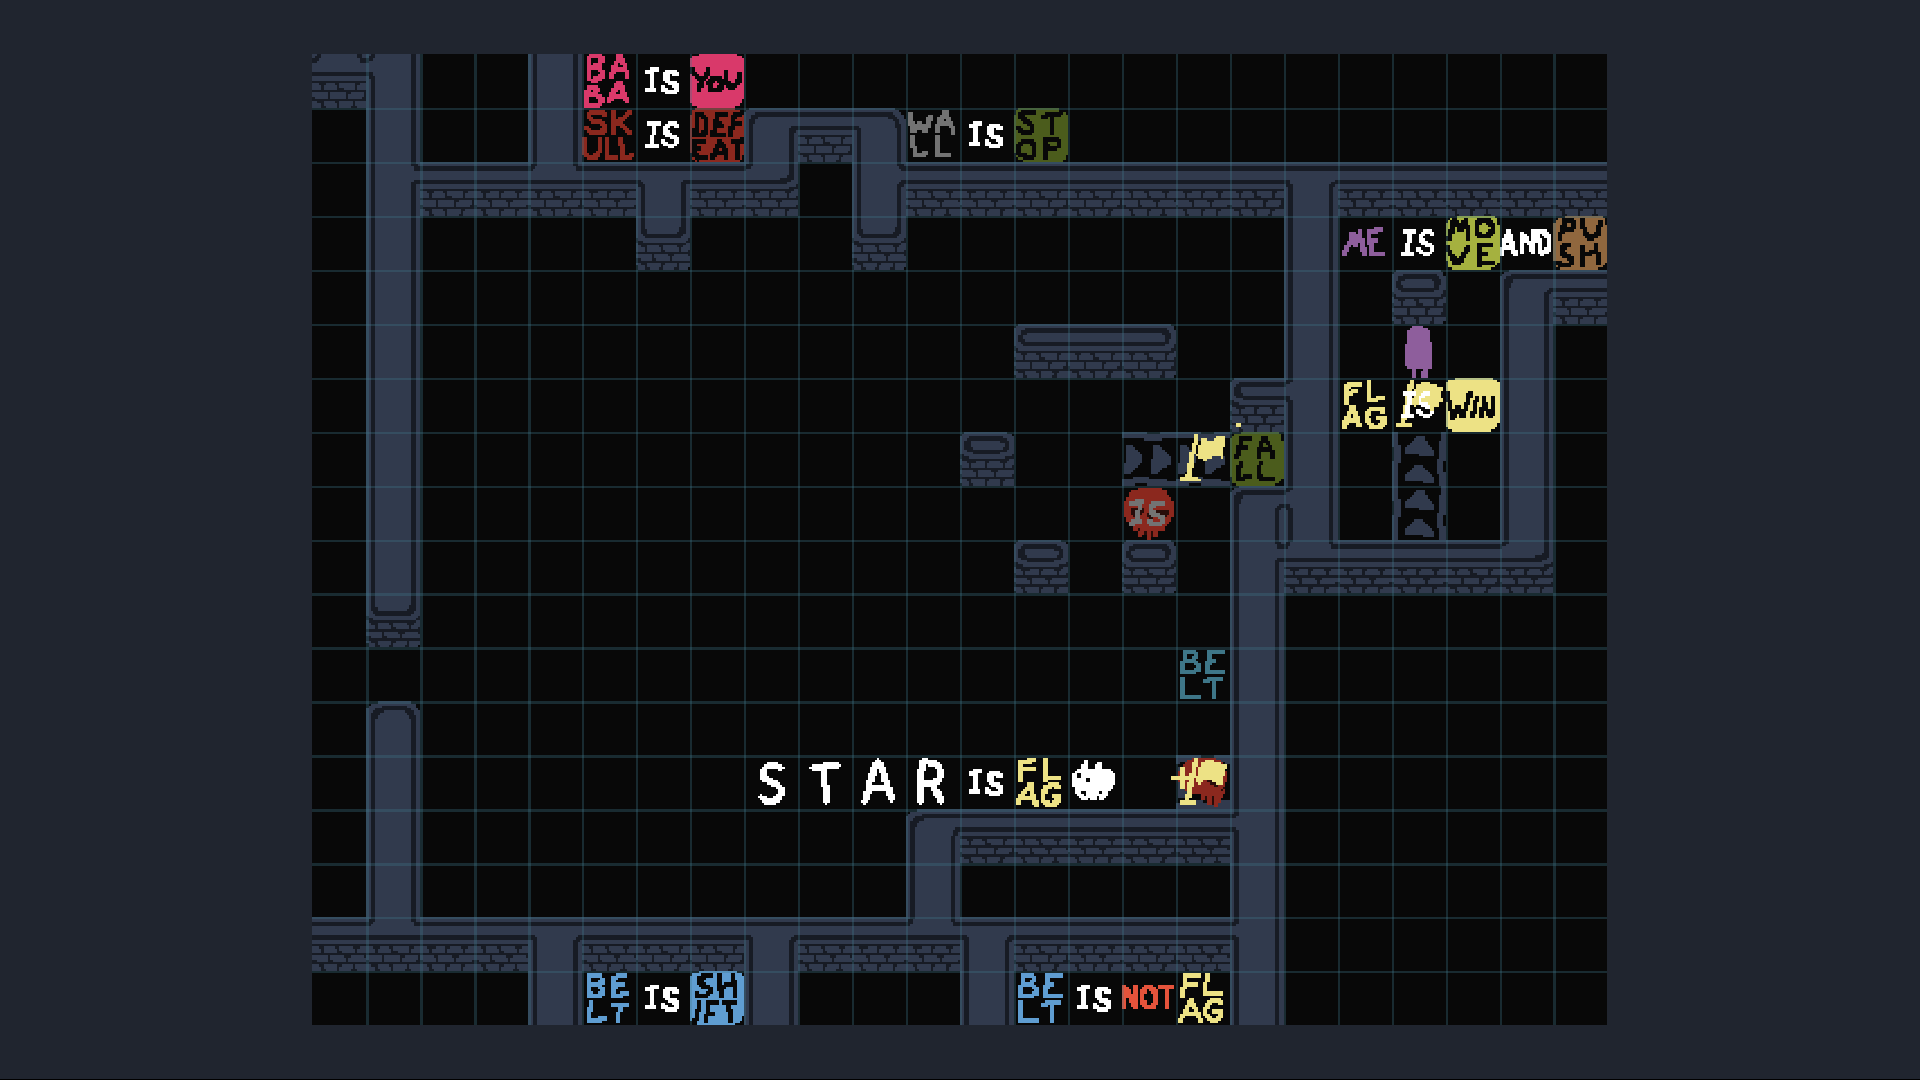 BABA IS YOU
SKULL IS DEFEAT
WALL IS STOP
ME IS MOVE AND PUSH
FLAG IS WIN
FALL
IS
BELT
STAR IS FLAG
BELT IS SHIFT
BELT IS NOT FLAG